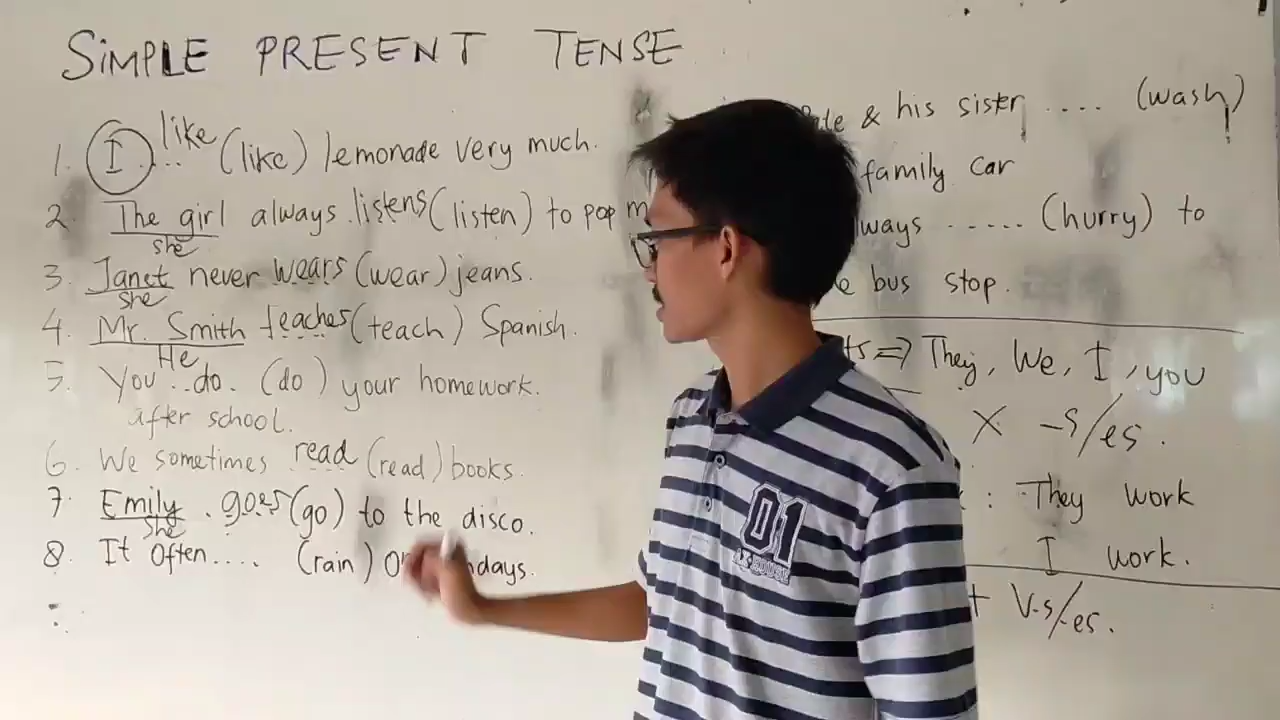 SIMPLE PRESENT TENSE
1. I like (like) lemonade very much.
2 The girl always listens (listen) to pop
she
3. Janet never wears (wear) jeans.
she
4. Mr. Smith teaches (teach) Spanish.
He
5. You ..do. (do) your homework.
after school.
6. We sometimes read (read) books.
7 Emily . goes (go) to the disco.
she
8. It often.... (rain)
& his sister .... (wash)
family car
..... (hurry) to
bus stop.
=> They, We, I, you
X -s/es.
: They work
I work.
+ V-s/-es.
01